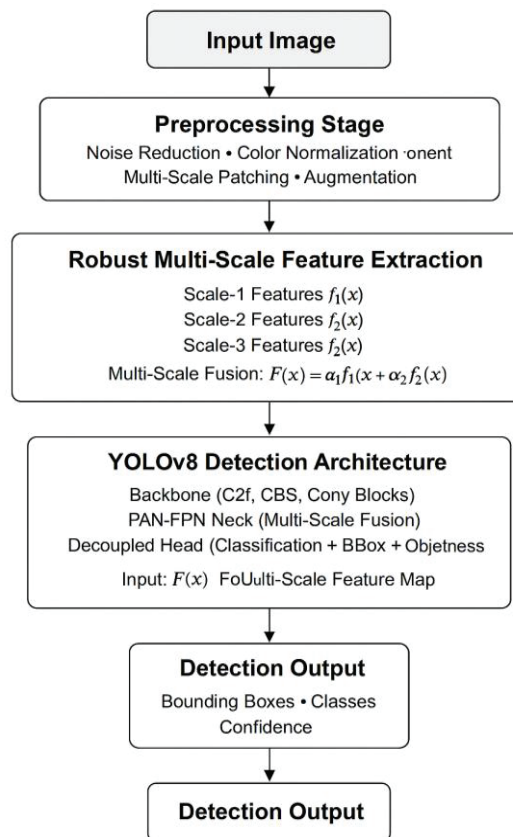 Input Image
Preprocessing Stage
Noise Reduction • Color Normalization ·onent
Multi-Scale Patching • Augmentation
Robust Multi-Scale Feature Extraction
Scale-1 Features f₁(x)
Scale-2 Features f₂(x)
Scale-3 Features f₂(x)
Multi-Scale Fusion: F(x) = α₁f₁(x + α₂f₂(x)
YOLOv8 Detection Architecture
Backbone (C2f, CBS, Cony Blocks)
PAN-FPN Neck (Multi-Scale Fusion)
Decoupled Head (Classification + BBox + Objetness
Input: F(x) FoUulti-Scale Feature Map
Detection Output
Bounding Boxes • Classes
Confidence
Detection Output